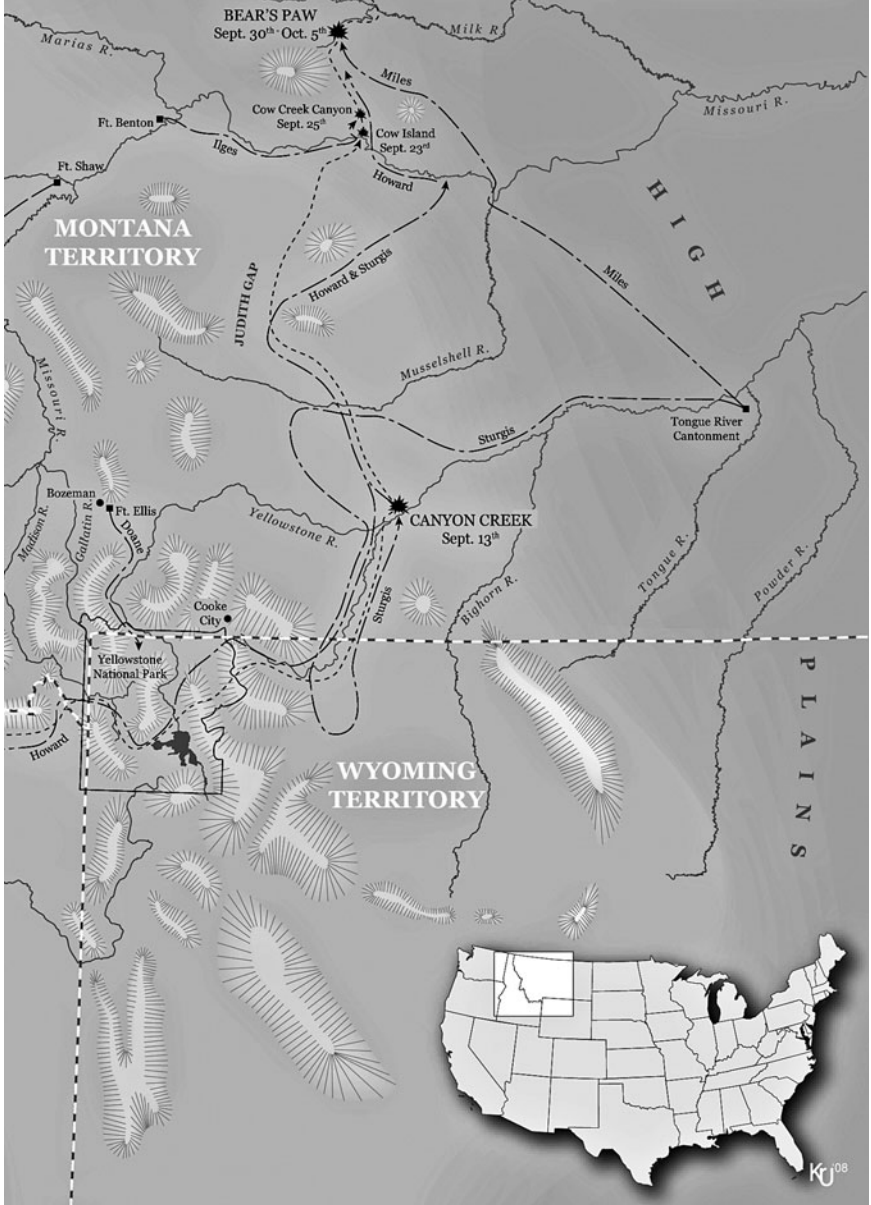 BEAR'S PAW
Sept. 30th - Oct. 5th
Marias R.
Milk R.
Miles
Missouri R.
Cow Creek Canyon
Sept. 25th
Ft. Benton
Cow Island
Sept. 23rd
Ilges
Ft. Shaw
Howard
HIGH
MONTANA
TERRITORY
Howard & Sturgis
JUDITH GAP
Miles
Musselshell R.
Missouri R.
Sturgis
Tongue River
Cantonment
Bozeman
Ft. Ellis
Madison R.
Gallatin R.
Doane
Yellowstone R.
CANYON CREEK
Sept. 13th
Tongue R.
Powder R.
Bighorn R.
Sturgis
Cooke
City
Yellowstone
National Park
PLAINS
Howard
WYOMING
TERRITORY
KRU '08